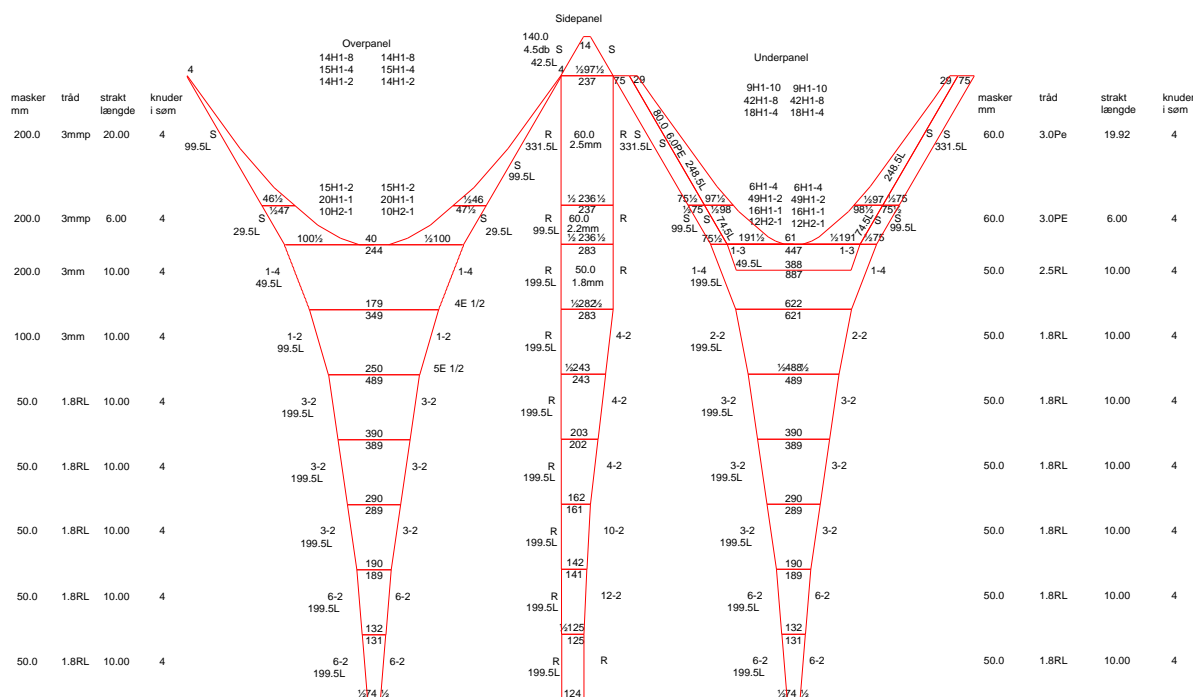 Sidepanel
140.0 S 14 S
4.5db
42.5L
Overpanel
14H1-8 14H1-8
15H1-4 15H1-4
14H1-2 14H1-2
Underpanel
9H1-10 9H1-10
42H1-8 42H1-8
18H1-4 18H1-4
4 4 ½97½ 75 29 29 75
237
masker tråd strakt knuder masker tråd strakt knuder
mm længde i søm mm længde i søm
200.0 3mmp 20.00 4 S S R 60.0 R S S S S 60.0 3.0Pe 19.92 4
99.5L 99.5L 331.5L 2.5mm 331.5L 80.0 6.0PE 248.5L 248.5L 331.5L
15H1-2 15H1-2
20H1-1 20H1-1
10H2-1 10H2-1
6H1-4 6H1-4
49H1-2 49H1-2
16H1-1 16H1-1
12H2-1 12H2-1
46½ ½46 ½ 236½ 75½ 97½ ½97 ½75
½47 47½ 237 ½75 ½98 98½ 75½
200.0 3mmp 6.00 4 S S R 60.0 R S S S S 60.0 3.0PE 6.00 4
29.5L 29.5L 99.5L 2.2mm 99.5L 74.5L 74.5L 99.5L
100½ 40 ½100 ½ 236½ 75½ 191½ 61 ½191 ½75
244 283 1-3 447 1-3
200.0 3mm 10.00 4 1-4 1-4 R 50.0 R 1-4 49.5L 388 1-4 50.0 2.5RL 10.00 4
49.5L 199.5L 1.8mm 199.5L 887
179 4E 1/2 ½282½ 622
349 283 621
100.0 3mm 10.00 4 1-2 1-2 R 4-2 2-2 2-2 50.0 1.8RL 10.00 4
99.5L 199.5L 199.5L
250 5E 1/2 ½243 ½488½
489 243 489
50.0 1.8RL 10.00 4 3-2 3-2 R 4-2 3-2 3-2 50.0 1.8RL 10.00 4
199.5L 199.5L 199.5L
390 203 390
389 202 389
50.0 1.8RL 10.00 4 3-2 3-2 R 4-2 3-2 3-2 50.0 1.8RL 10.00 4
199.5L 199.5L 199.5L
290 162 290
289 161 289
50.0 1.8RL 10.00 4 3-2 3-2 R 10-2 3-2 3-2 50.0 1.8RL 10.00 4
199.5L 199.5L 199.5L
190 142 190
189 141 189
50.0 1.8RL 10.00 4 6-2 6-2 R 12-2 6-2 6-2 50.0 1.8RL 10.00 4
199.5L 199.5L 199.5L
132 ½125 132
131 125 131
50.0 1.8RL 10.00 4 6-2 6-2 R R 6-2 6-2 50.0 1.8RL 10.00 4
199.5L 199.5L 199.5L
½74 ½ 124 ½74 ½